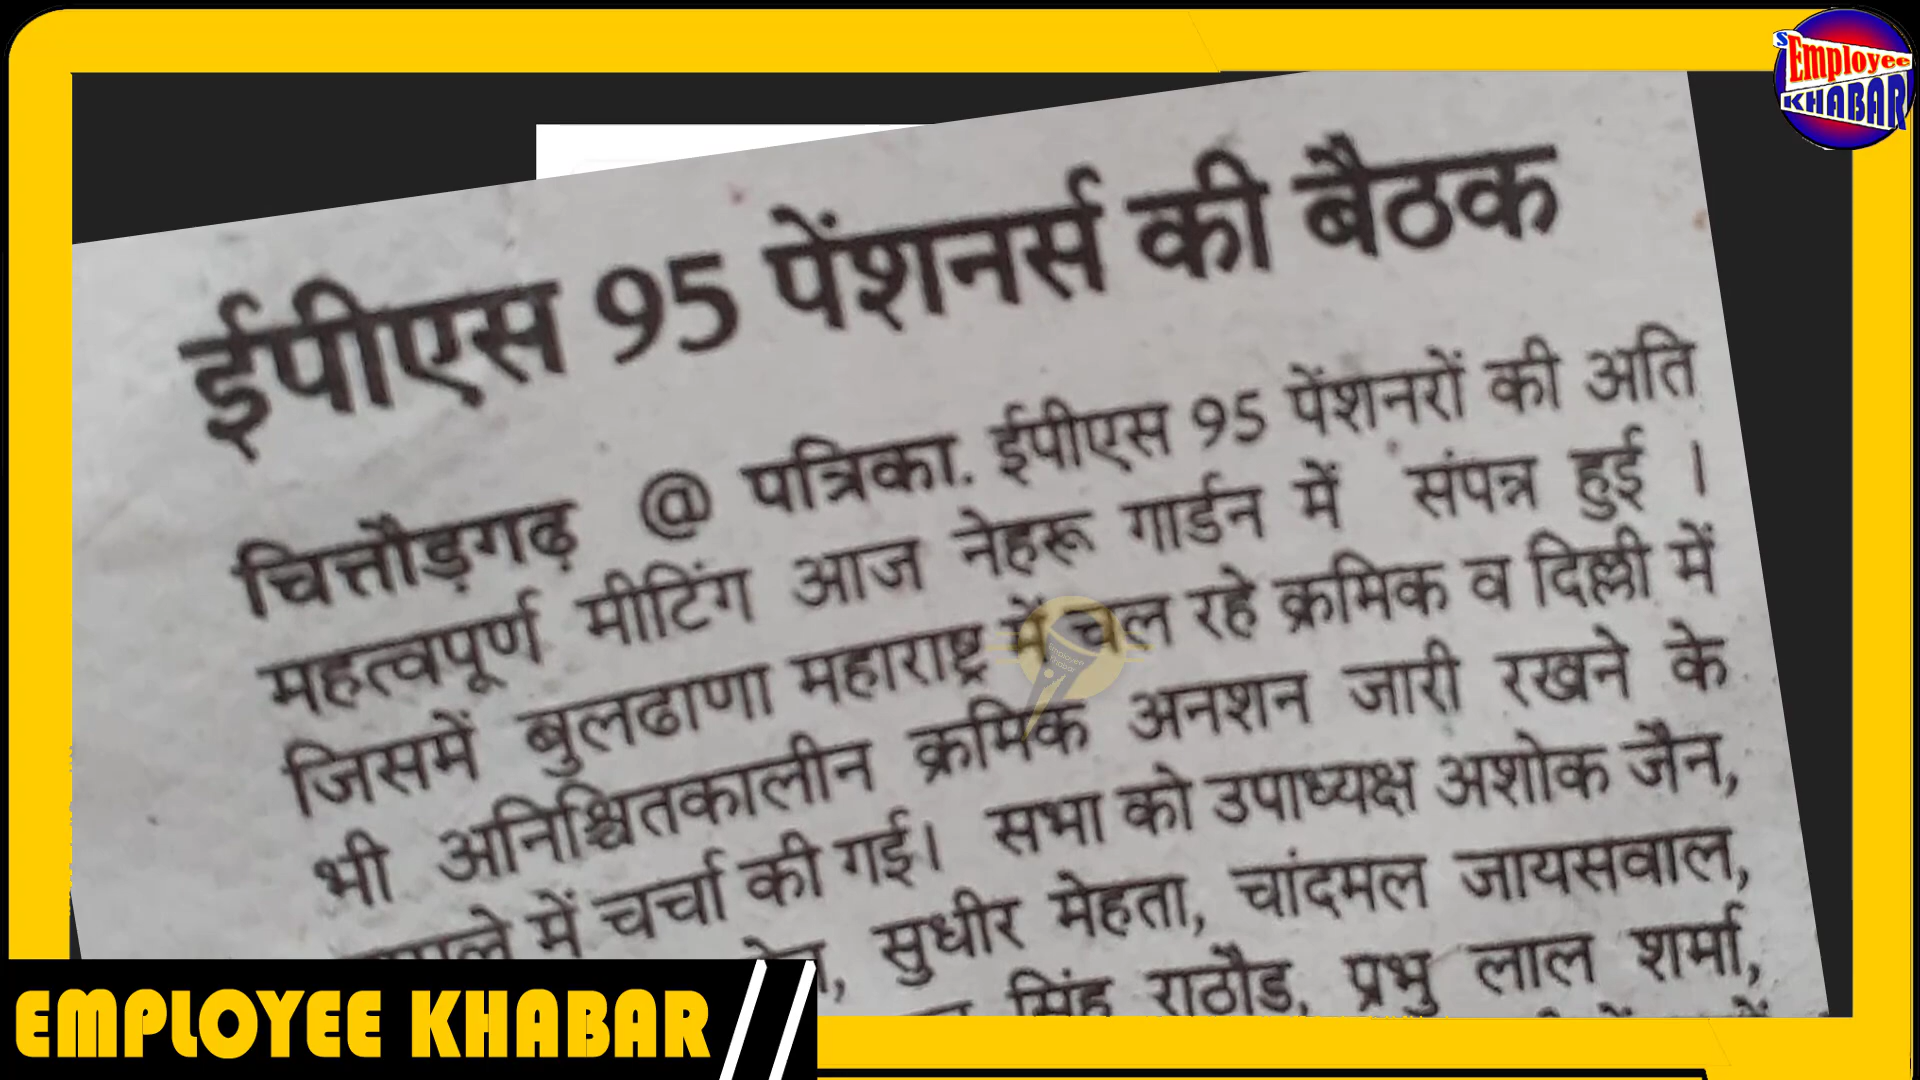 sEmployee
KHABAR
ईपीएस 95 पेंशनर्स की बैठक
चित्तौड़गढ़ @ पत्रिका. ईपीएस 95 पेंशनरों की अति
महत्वपूर्ण मीटिंग आज नेहरू गार्डन में संपन्न हुई ।
जिसमें बुलढाणा महाराष्ट्र में चल रहे क्रमिक व दिल्ली में
भी अनिश्चितकालीन क्रमिक अनशन जारी रखने के
में चर्चा की गई। सभा को उपाध्यक्ष अशोक जैन,
सुधीर मेहता, चांदमल जायसवाल,
सिंह राठौड, प्रभु लाल शर्मा,
Employee
Khabar
EMPLOYEE KHABAR